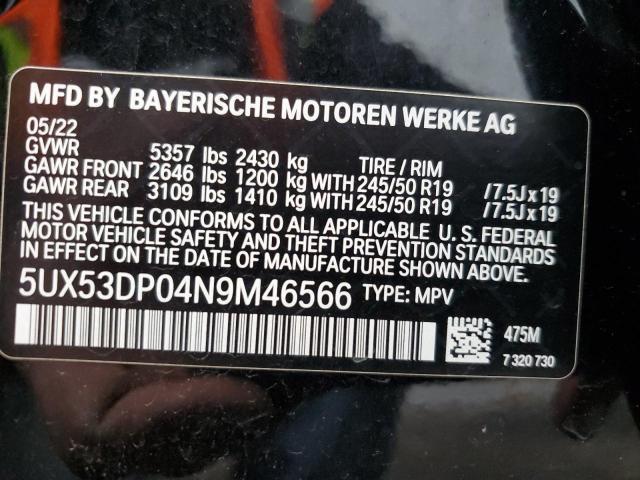 MFD BY BAYERISCHE MOTOREN WERKE AG
05/22
GVWR 5357 lbs 2430 kg TIRE / RIM
GAWR FRONT 2646 lbs 1200 kg WITH 245/50 R19 / 7.5J x 19
GAWR REAR 3109 lbs 1410 kg WITH 245/50 R19 / 7.5J x 19
THIS VEHICLE CONFORMS TO ALL APPLICABLE U. S. FEDERAL
MOTOR VEHICLE SAFETY AND THEFT PREVENTION STANDARDS
IN EFFECT ON THE DATE OF MANUFACTURE SHOWN ABOVE.
5UX53DP04N9M46566 TYPE: MPV
475M
7 320 730